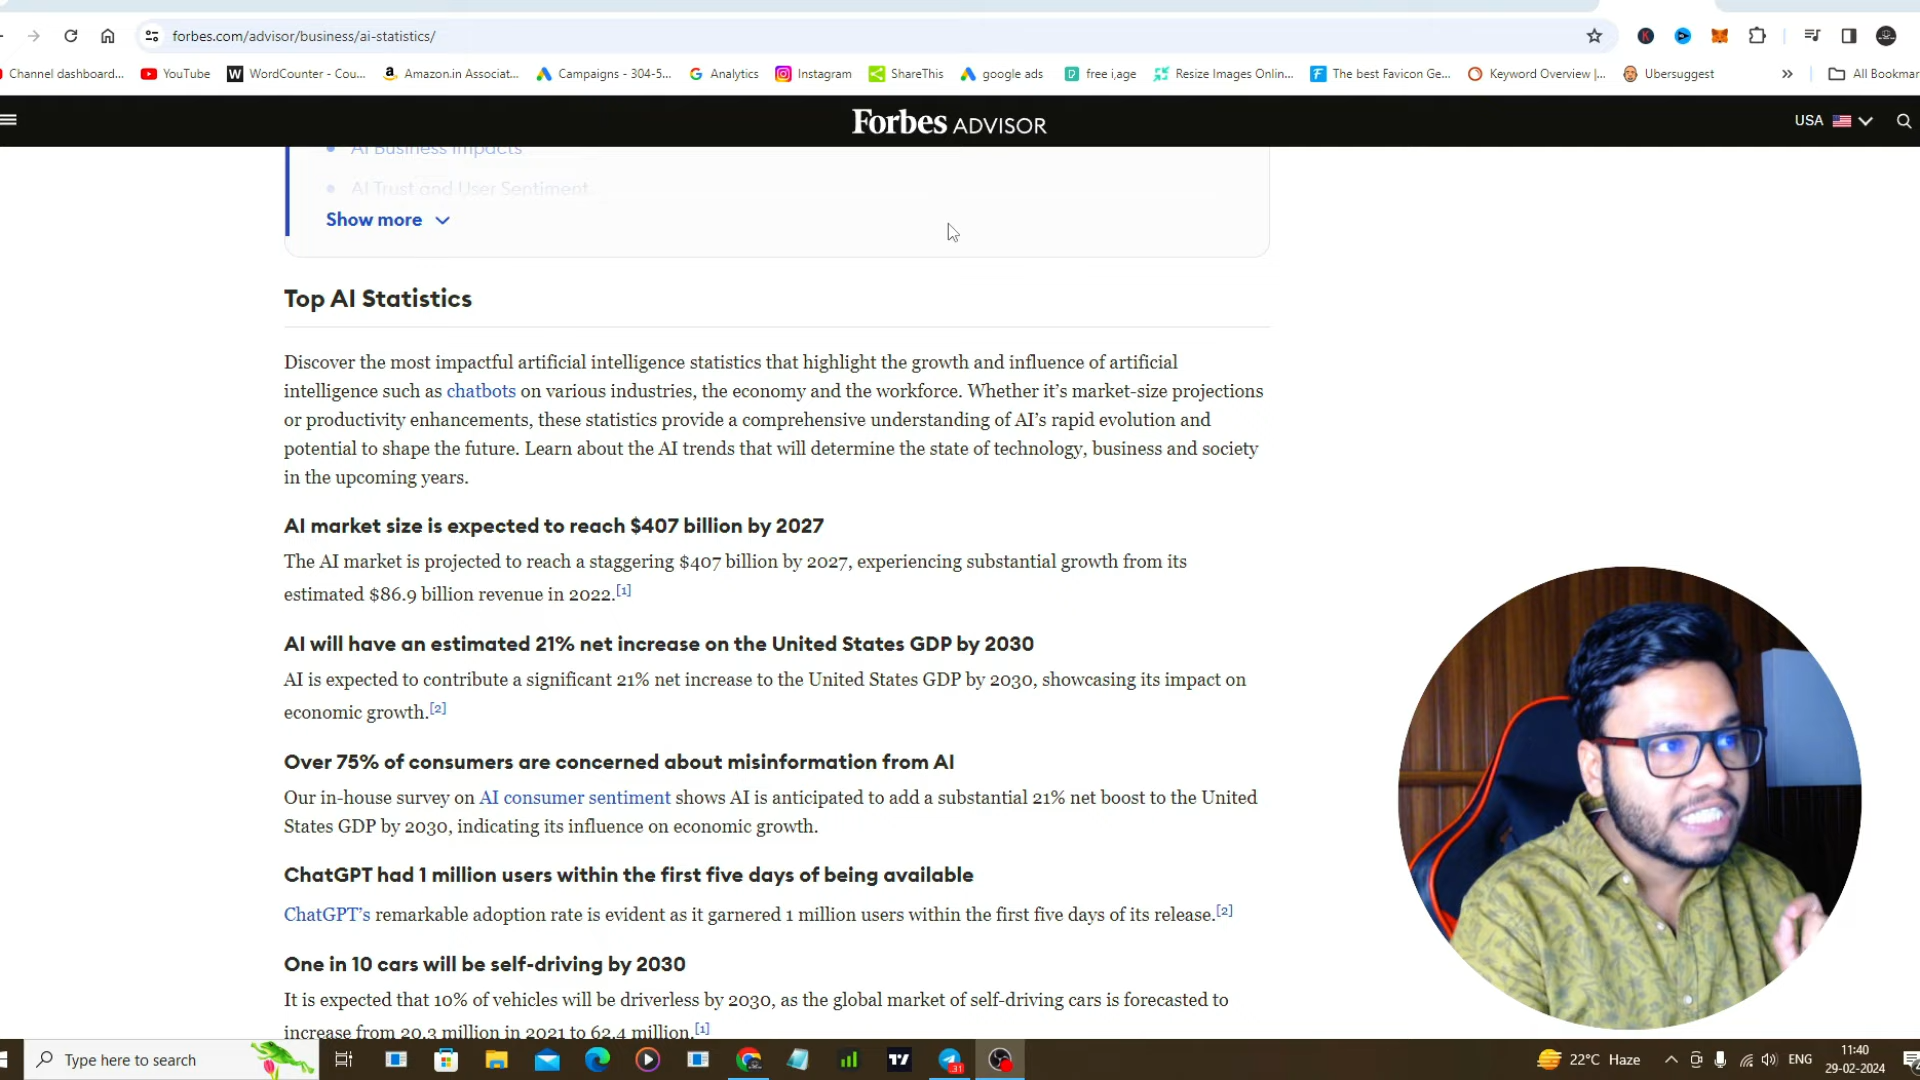 forbes.com/advisor/business/ai-statistics/
Channel dashboard...
YouTube
WordCounter - Cou...
Amazon.in Associat...
Campaigns - 304-5...
Analytics
Instagram
ShareThis
google ads
free i,age
Resize Images Onlin...
The best Favicon Ge...
Keyword Overview |...
Ubersuggest
»
All Bookmar
Forbes ADVISOR
USA
AI Business Impacts
AI Trust and User Sentiment
Show more
Top AI Statistics
Discover the most impactful artificial intelligence statistics that highlight the growth and influence of artificial
intelligence such as chatbots on various industries, the economy and the workforce. Whether it’s market-size projections
or productivity enhancements, these statistics provide a comprehensive understanding of AI’s rapid evolution and
potential to shape the future. Learn about the AI trends that will determine the state of technology, business and society
in the upcoming years.
AI market size is expected to reach $407 billion by 2027
The AI market is projected to reach a staggering $407 billion by 2027, experiencing substantial growth from its
estimated $86.9 billion revenue in 2022.[1]
AI will have an estimated 21% net increase on the United States GDP by 2030
AI is expected to contribute a significant 21% net increase to the United States GDP by 2030, showcasing its impact on
economic growth.[2]
Over 75% of consumers are concerned about misinformation from AI
Our in-house survey on AI consumer sentiment shows AI is anticipated to add a substantial 21% net boost to the United
States GDP by 2030, indicating its influence on economic growth.
ChatGPT had 1 million users within the first five days of being available
ChatGPT’s remarkable adoption rate is evident as it garnered 1 million users within the first five days of its release.[2]
One in 10 cars will be self-driving by 2030
It is expected that 10% of vehicles will be driverless by 2030, as the global market of self-driving cars is forecasted to
increase from 20.3 million in 2021 to 62.4 million.[1]
Type here to search
31
22°C Haze
ENG
11:40
29-02-2024